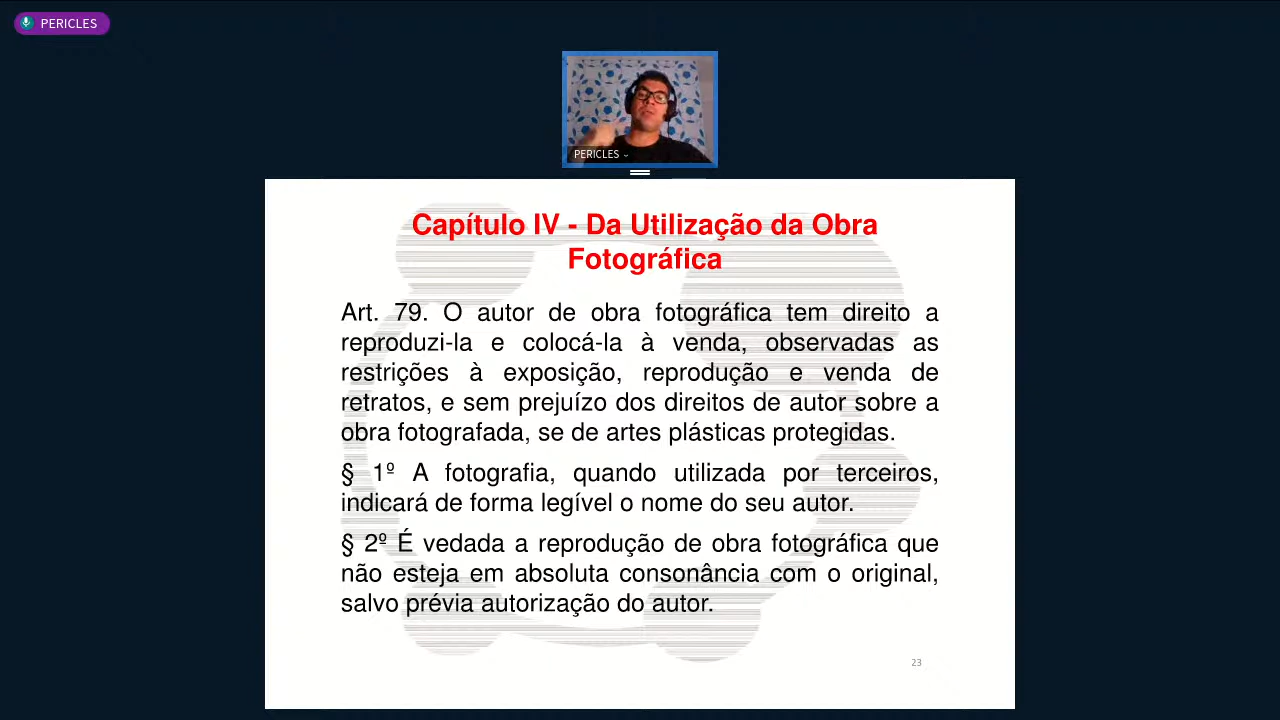 PERICLES
PERICLES
Capítulo IV - Da Utilização da Obra
Fotográfica
Art. 79. O autor de obra fotográfica tem direito a
reproduzi-la e colocá-la à venda, observadas as
restrições à exposição, reprodução e venda de
retratos, e sem prejuízo dos direitos de autor sobre a
obra fotografada, se de artes plásticas protegidas.
§ 1º A fotografia, quando utilizada por terceiros,
indicará de forma legível o nome do seu autor.
§ 2º É vedada a reprodução de obra fotográfica que
não esteja em absoluta consonância com o original,
salvo prévia autorização do autor.
23